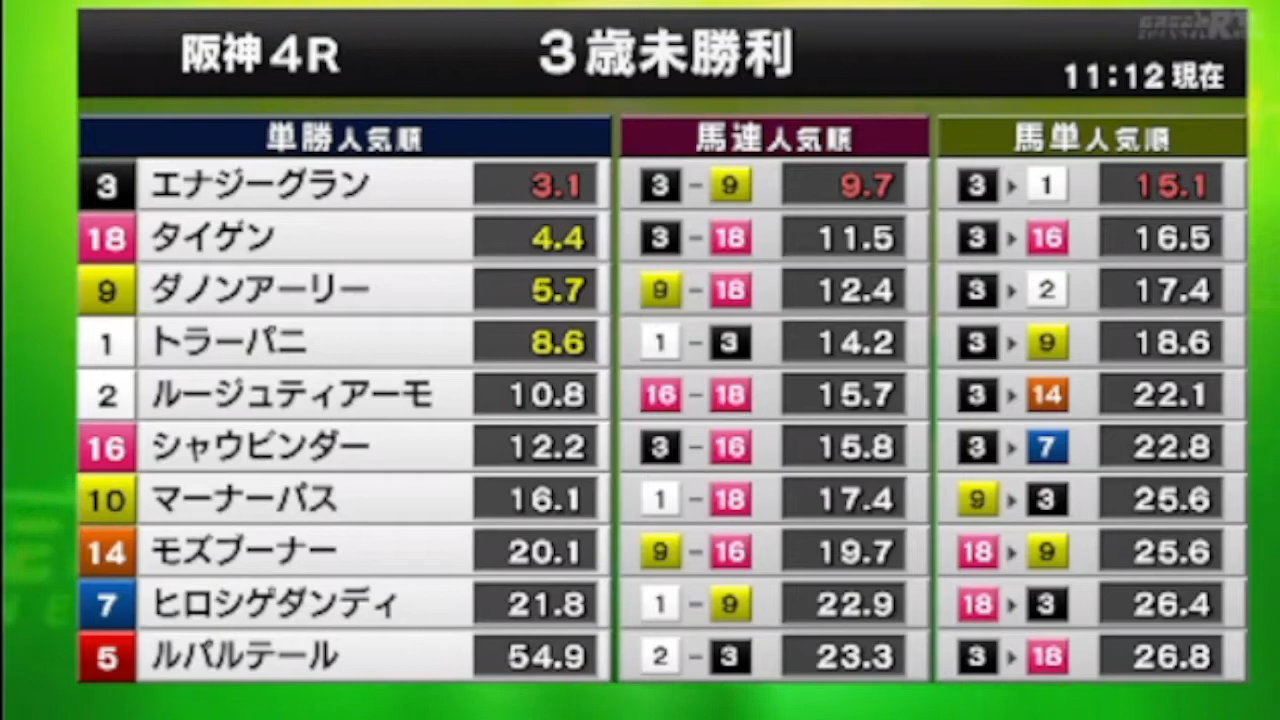 阪神4R 3歳未勝利
11:12現在
単勝人気順 馬連人気順 馬単人気順
3 エナジーグラン 3.1 3-9 9.7 3▸1 15.1
18 タイゲン 4.4 3-18 11.5 3▸16 16.5
9 ダノンアーリー 5.7 9-18 12.4 3▸2 17.4
1 トラーパニ 8.6 1-3 14.2 3▸9 18.6
2 ルージュティアーモ 10.8 16-18 15.7 3▸14 22.1
16 シャウビンダー 12.2 3-16 15.8 3▸7 22.8
10 マーナーパス 16.1 1-18 17.4 9▸3 25.6
14 モズブーナー 20.1 9-16 19.7 18▸9 25.6
7 ヒロシゲダンディ 21.8 1-9 22.9 18▸3 26.4
5 ルパルテール 54.9 2-3 23.3 3▸18 26.8